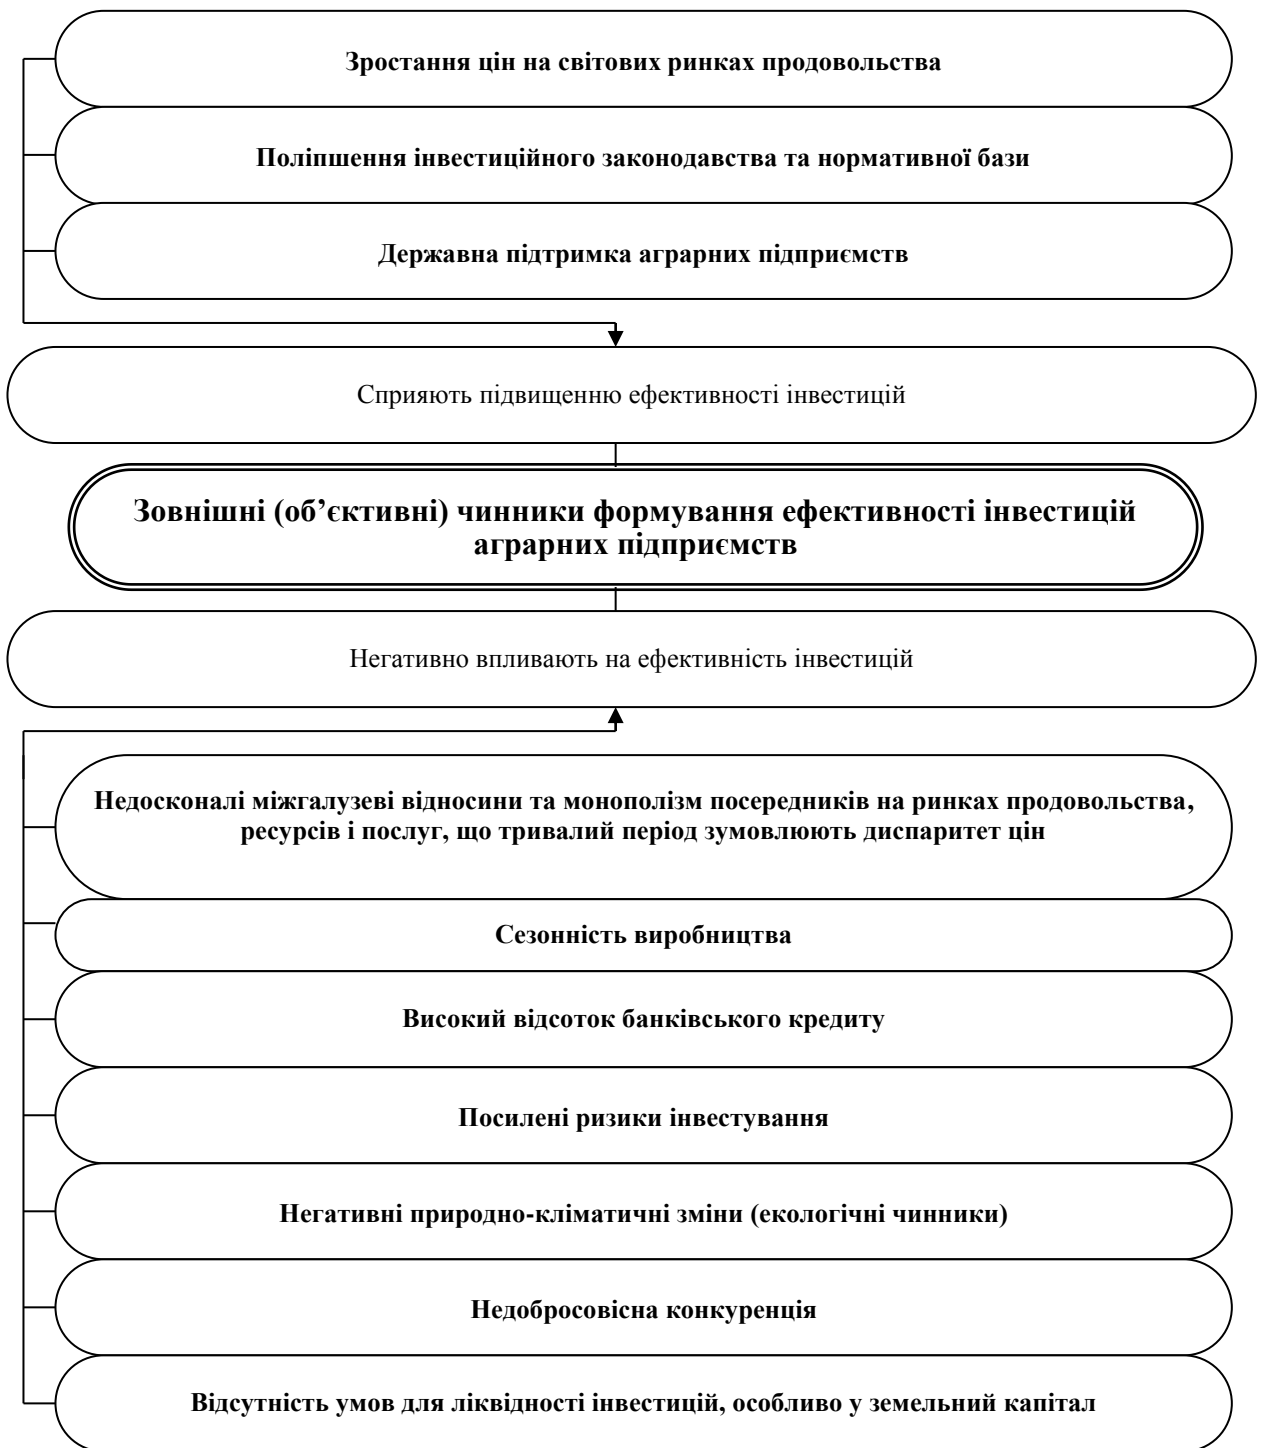 Зростання цін на світових ринках продовольства
Поліпшення інвестиційного законодавства та нормативної бази
Державна підтримка аграрних підприємств
Сприяють підвищенню ефективності інвестицій
Зовнішні (об’єктивні) чинники формування ефективності інвестицій
аграрних підприємств
Негативно впливають на ефективність інвестицій
Недосконалі міжгалузеві відносини та монополізм посередників на ринках продовольства,
ресурсів і послуг, що тривалий період зумовлюють диспаритет цін
Сезонність виробництва
Високий відсоток банківського кредиту
Посилені ризики інвестування
Негативні природно-кліматичні зміни (екологічні чинники)
Недобросовісна конкуренція
Відсутність умов для ліквідності інвестицій, особливо у земельний капітал